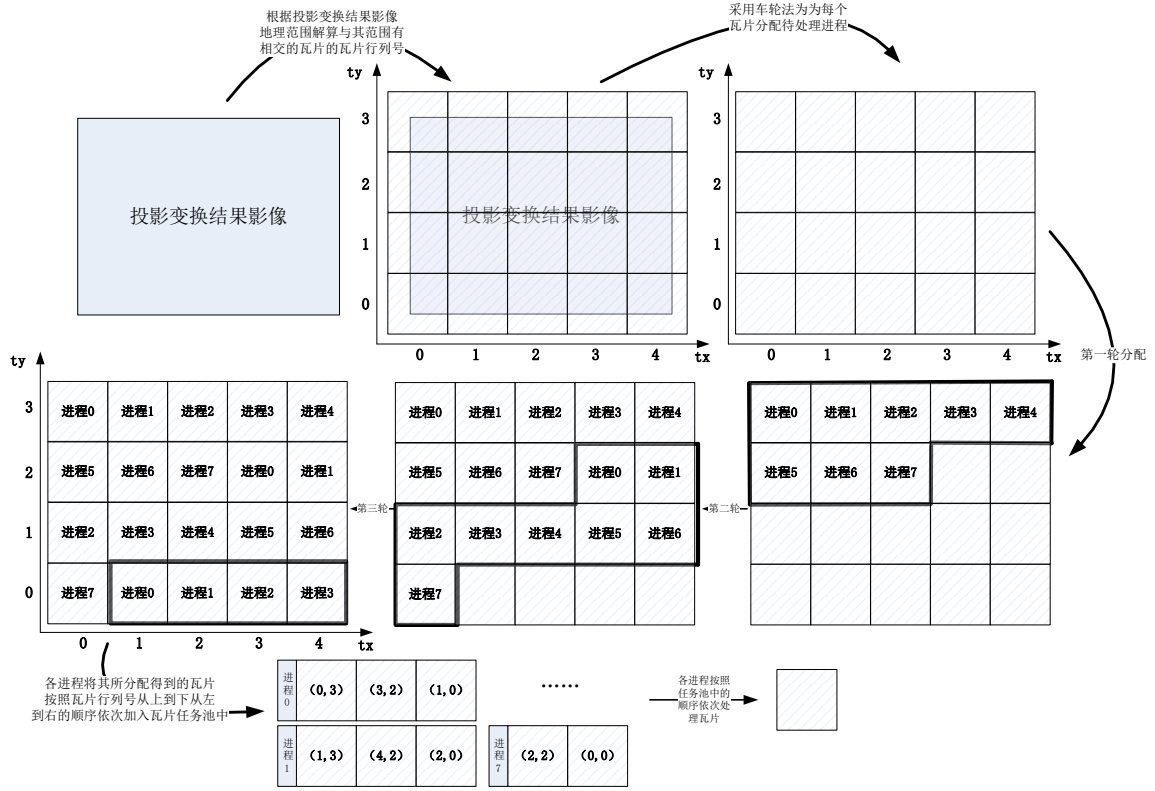 根据投影变换结果影像
地理范围解算与其范围有
相交的瓦片的瓦片行列号
采用车轮法为为每个
瓦片分配待处理进程
投影变换结果影像
ty
3
2
1
0
投影变换结果影像
0 1 2 3 4 tx
ty
3
2
1
0
0 1 2 3 4 tx
第一轮分配
ty
3 进程0 进程1 进程2 进程3 进程4
2 进程5 进程6 进程7 进程0 进程1
1 进程2 进程3 进程4 进程5 进程6
0 进程7 进程0 进程1 进程2 进程3
0 1 2 3 4 tx
第三轮
进程0 进程1 进程2 进程3 进程4
进程5 进程6 进程7 进程0 进程1
进程2 进程3 进程4 进程5 进程6
进程7
第二轮
进程0 进程1 进程2 进程3 进程4
进程5 进程6 进程7
各进程将其所分配得到的瓦片
按照瓦片行列号从上到下从左
到右的顺序依次加入瓦片任务池中
进程0 (0,3) (3,2) (1,0)
......
进程1 (1,3) (4,2) (2,0)
进程7 (2,2) (0,0)
各进程按照
任务池中的
顺序依次处
理瓦片